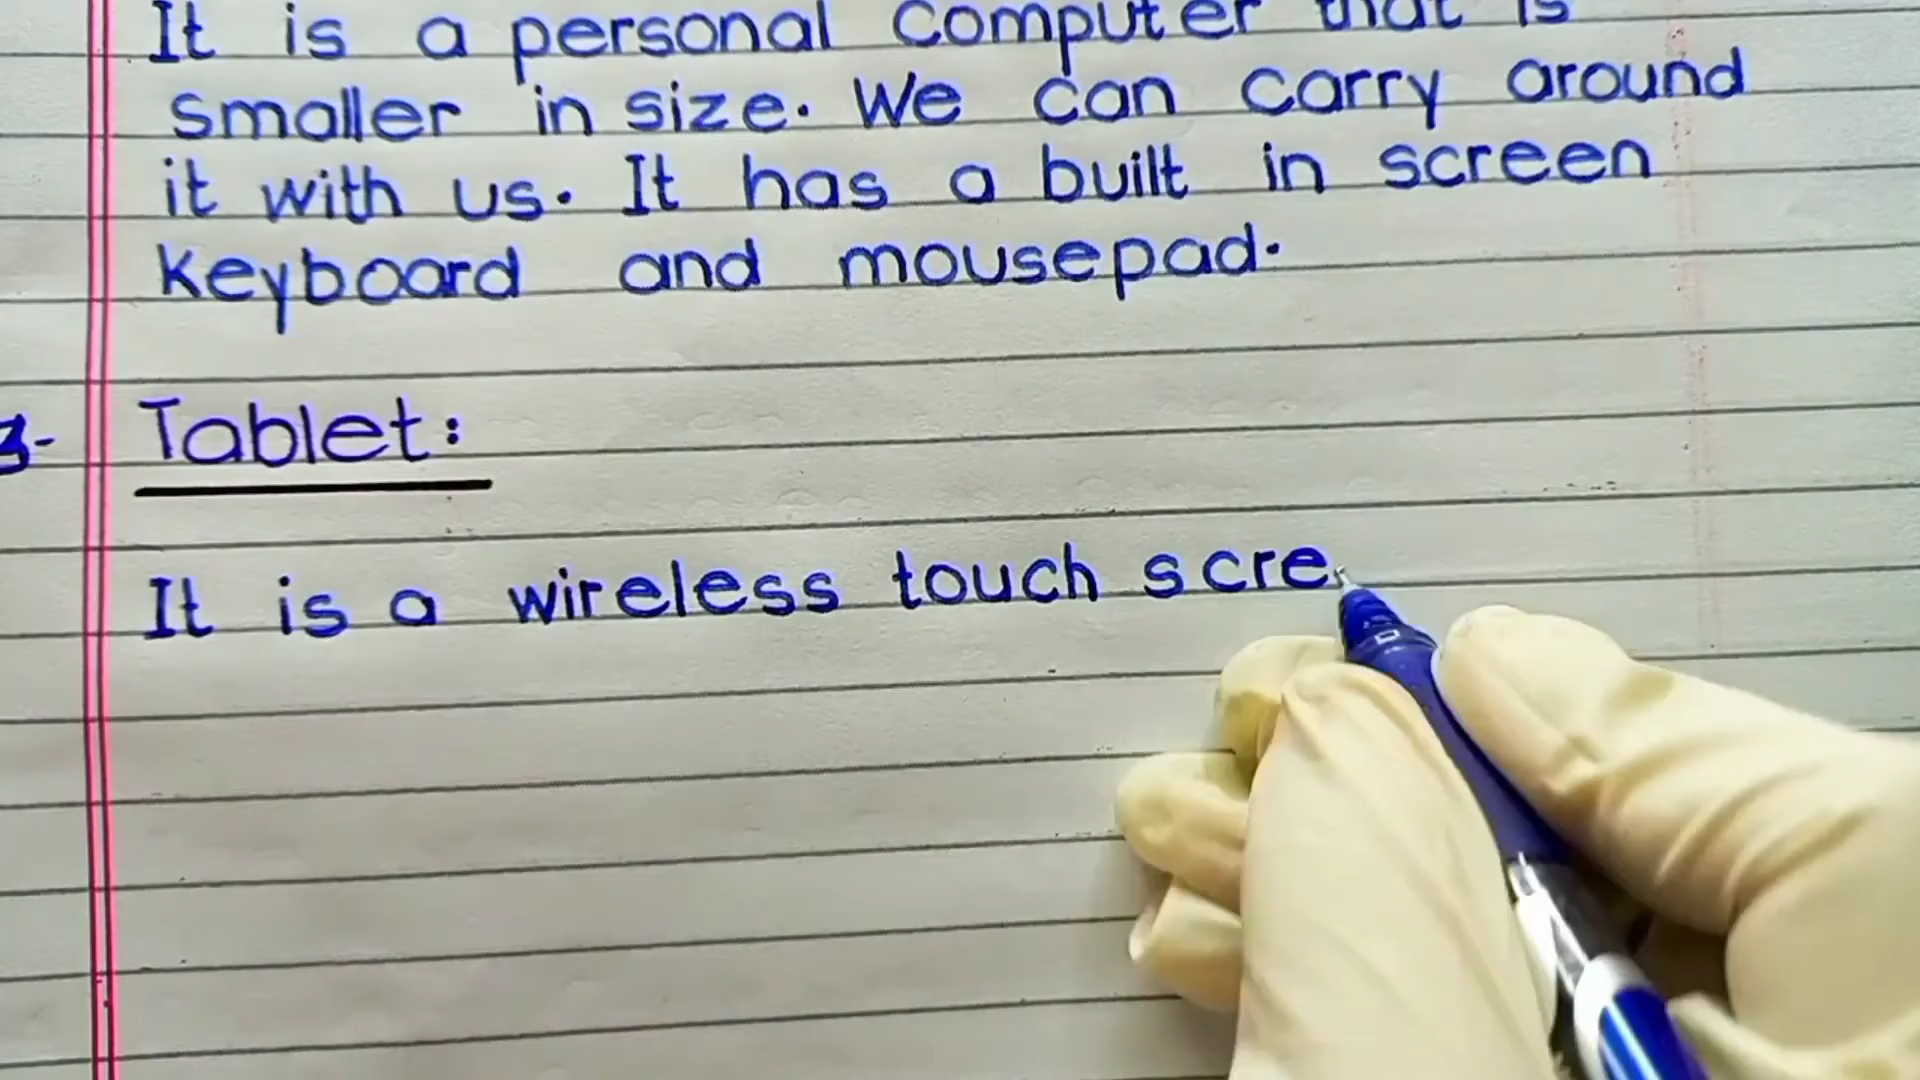 It is a personal Computer that is
smaller in size. We can carry around
it with us. It has a built in screen
keyboard and mousepad.
3- Tablet:
It is a wireless touch scre